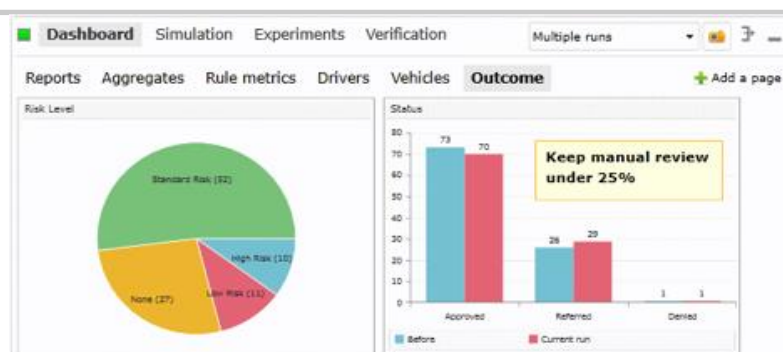 Dashboard Simulation Experiments Verification Multiple runs
Reports Aggregates Rule metrics Drivers Vehicles Outcome Add a page
Risk Level
Standard Risk (52)
High Risk (10)
Low Risk (11)
None (27)
Status
80
70
60
50
40
30
20
10
0
73
70
26
29
1
1
Keep manual review
under 25%
Approved Referred Denied
Before Current run